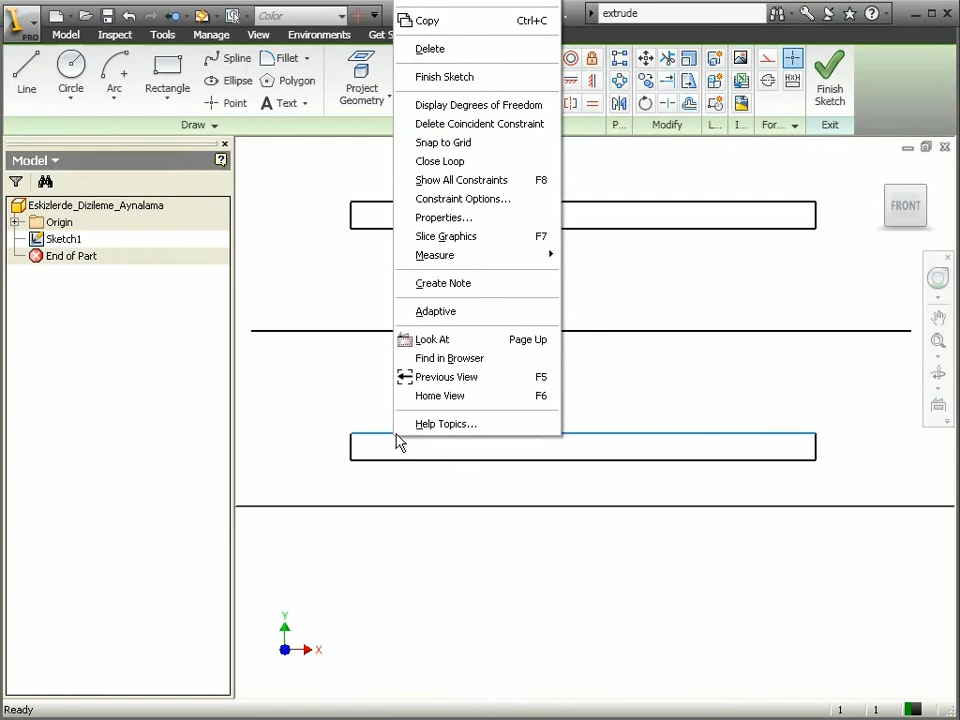 Color
extrude
PRO
Model Inspect Tools Manage View Environments Get S
Line
Circle
Arc
Rectangle
Spline
Ellipse
Point
Fillet
Polygon
Text
Project
Geometry
Finish
Sketch
Draw
P...
Modify
L...
I...
For...
Exit
Model
Eskizlerde_Dizileme_Aynalama
Origin
Sketch1
End of Part
Copy Ctrl+C
Delete
Finish Sketch
Display Degrees of Freedom
Delete Coincident Constraint
Snap to Grid
Close Loop
Show All Constraints F8
Constraint Options...
Properties...
Slice Graphics F7
Measure
Create Note
Adaptive
Look At Page Up
Find in Browser
Previous View F5
Home View F6
Help Topics...
FRONT
Y
X
Ready
1 1